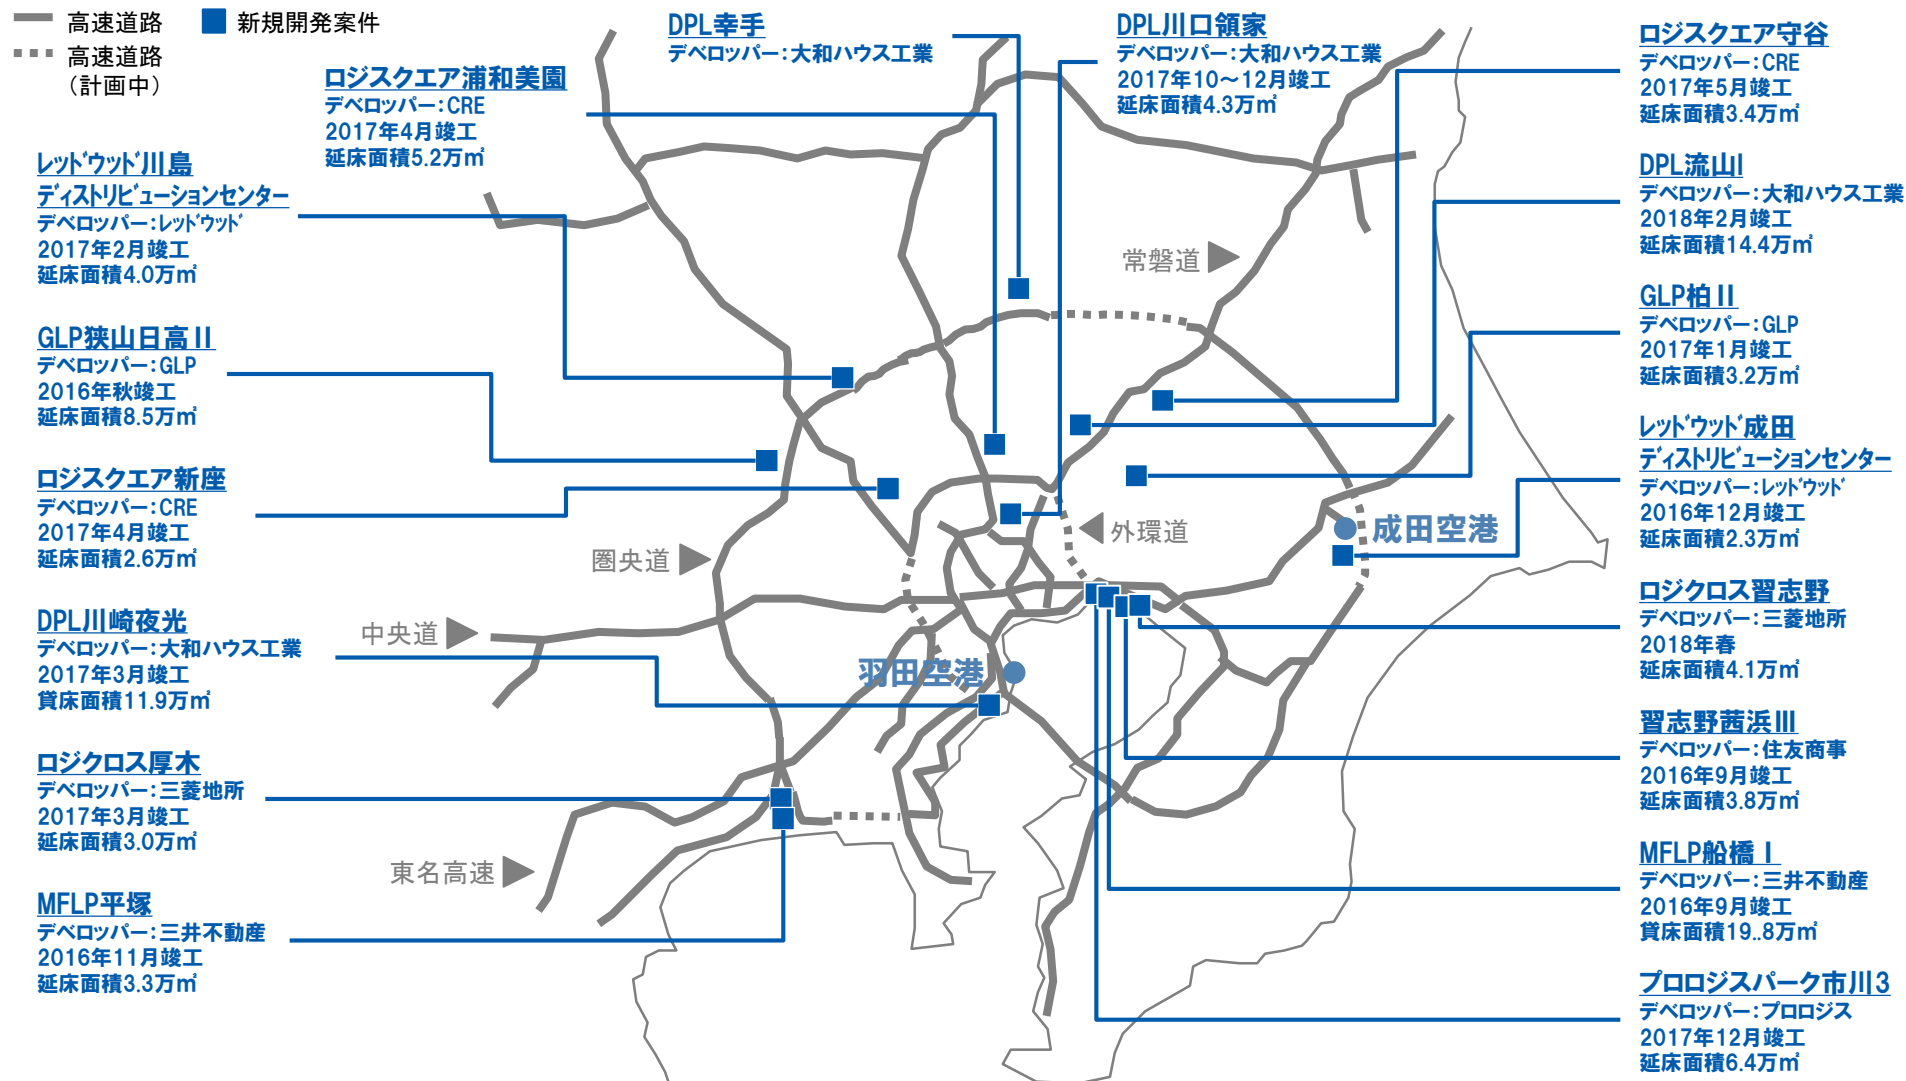 高速道路
新規開発案件
高速道路
（計画中）
DPL幸手
デベロッパー：大和ハウス工業
DPL川口領家
デベロッパー：大和ハウス工業
2017年10～12月竣工
延床面積4.3万㎡
ロジスクエア浦和美園
デベロッパー：CRE
2017年4月竣工
延床面積5.2万㎡
レッドウッド川島
ディストリビューションセンター
デベロッパー：レッドウッド
2017年2月竣工
延床面積4.0万㎡
GLP狭山日高Ⅱ
デベロッパー：GLP
2016年秋竣工
延床面積8.5万㎡
ロジスクエア新座
デベロッパー：CRE
2017年4月竣工
延床面積2.6万㎡
DPL川崎夜光
デベロッパー：大和ハウス工業
2017年3月竣工
貸床面積11.9万㎡
ロジクロス厚木
デベロッパー：三菱地所
2017年3月竣工
延床面積3.0万㎡
MFLP平塚
デベロッパー：三井不動産
2016年11月竣工
延床面積3.3万㎡
常磐道
外環道
圏央道
中央道
東名高速
成田空港
羽田空港
ロジスクエア守谷
デベロッパー：CRE
2017年5月竣工
延床面積3.4万㎡
DPL流山Ⅰ
デベロッパー：大和ハウス工業
2018年2月竣工
延床面積14.4万㎡
GLP柏Ⅱ
デベロッパー：GLP
2017年1月竣工
延床面積3.2万㎡
レッドウッド成田
ディストリビューションセンター
デベロッパー：レッドウッド
2016年12月竣工
延床面積2.3万㎡
ロジクロス習志野
デベロッパー：三菱地所
2018年春
延床面積4.1万㎡
習志野茜浜Ⅲ
デベロッパー：住友商事
2016年9月竣工
延床面積3.8万㎡
MFLP船橋Ⅰ
デベロッパー：三井不動産
2016年9月竣工
貸床面積19..8万㎡
プロロジスパーク市川3
デベロッパー：プロロジス
2017年12月竣工
延床面積6.4万㎡